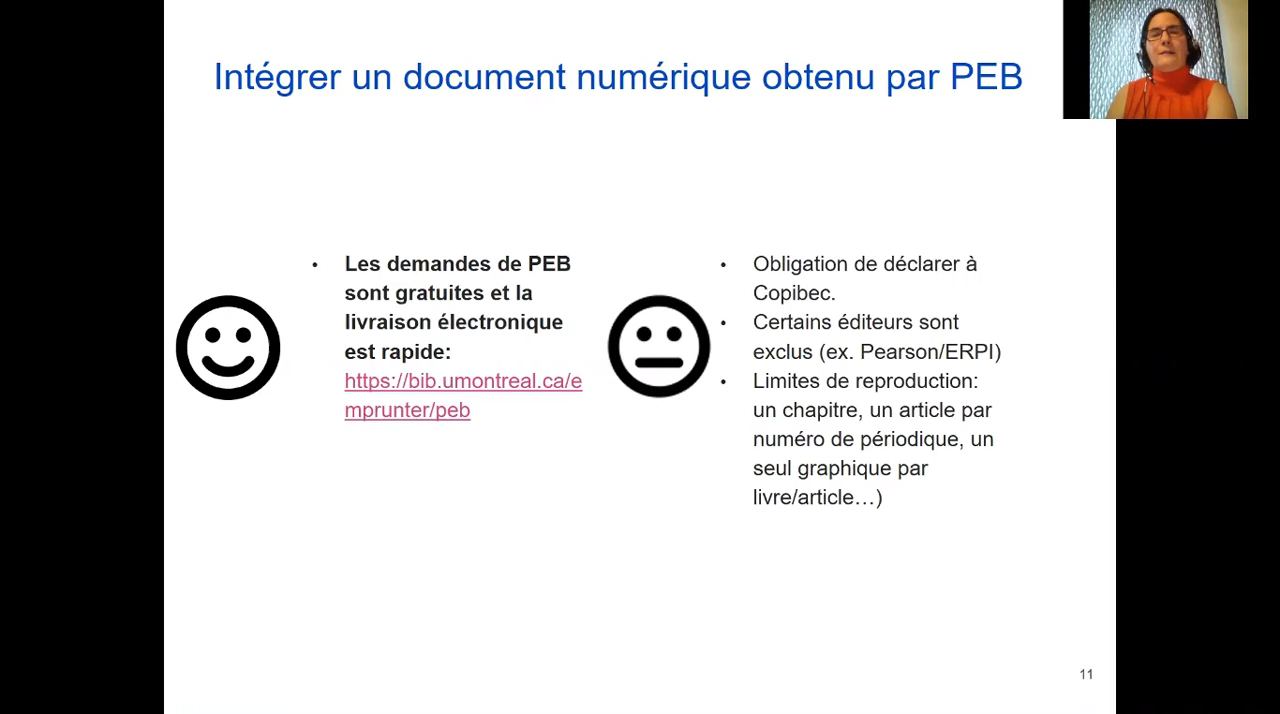 Intégrer un document numérique obtenu par PEB
• Les demandes de PEB
sont gratuites et la
livraison électronique
est rapide:
https://bib.umontreal.ca/e
mprunter/peb
• Obligation de déclarer à
Copibec.
• Certains éditeurs sont
exclus (ex. Pearson/ERPI)
• Limites de reproduction:
un chapitre, un article par
numéro de périodique, un
seul graphique par
livre/article…)
11